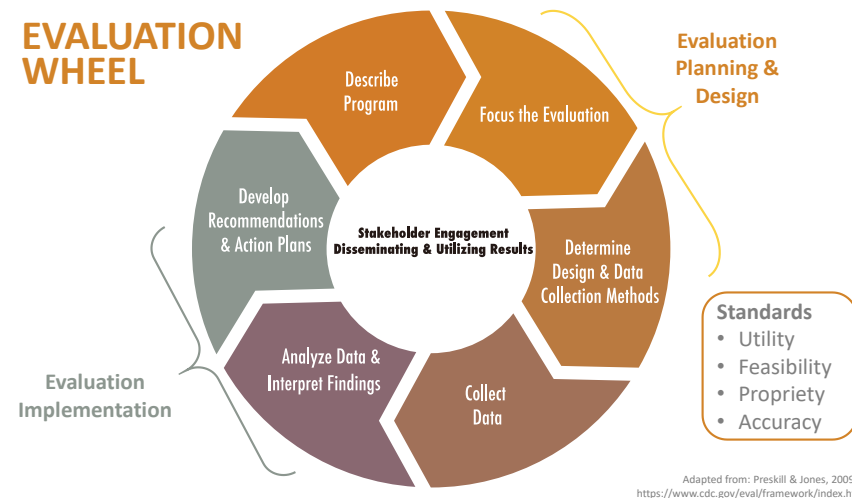 EVALUATION
WHEEL
Describe
Program
Focus the Evaluation
Evaluation
Planning &
Design
Develop
Recommendations
& Action Plans
Stakeholder Engagement
Disseminating & Utilizing Results
Determine
Design & Data
Collection Methods
Standards
• Utility
• Feasibility
• Propriety
• Accuracy
Analyze Data &
Interpret Findings
Collect
Data
Evaluation
Implementation
Adapted from: Preskill & Jones, 2009
https://www.cdc.gov/eval/framework/index.h